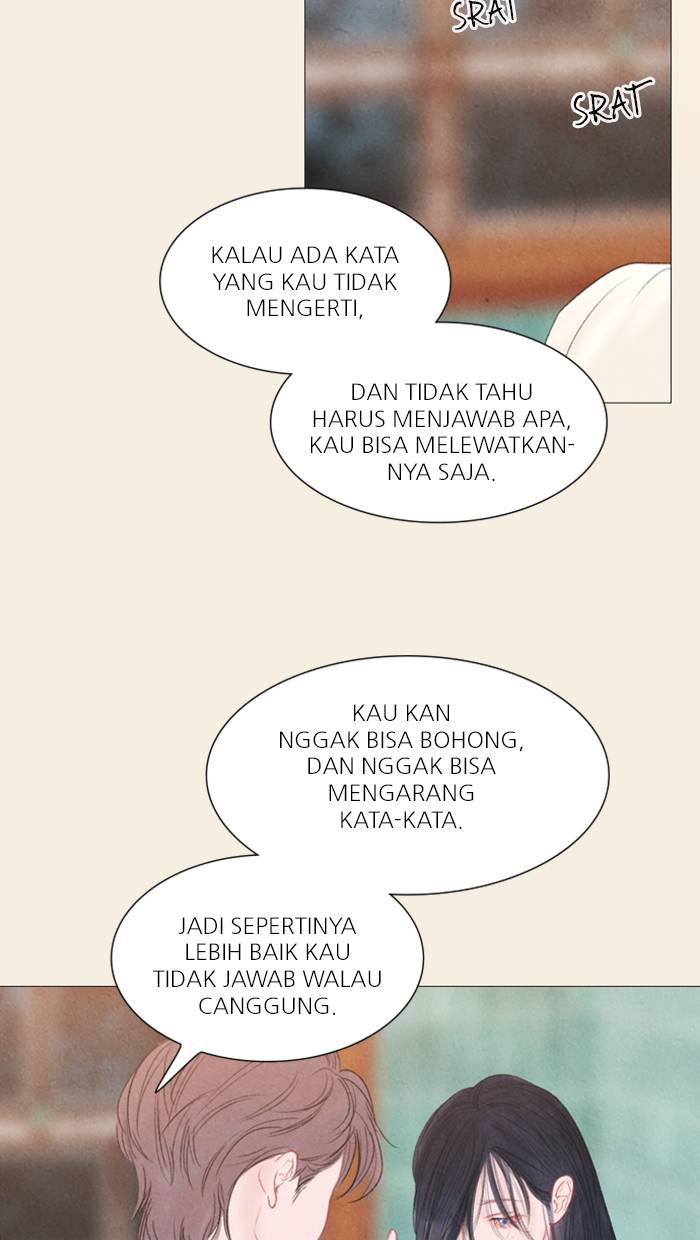 SRAT
SRAT
KALAU ADA KATA
YANG KAU TIDAK
MENGERTI,
DAN TIDAK TAHU
HARUS MENJAWAB APA,
KAU BISA MELEWATKAN-
NYA SAJA.
KAU KAN
NGGAK BISA BOHONG,
DAN NGGAK BISA
MENGARANG
KATA-KATA.
JADI SEPERTINYA
LEBIH BAIK KAU
TIDAK JAWAB WALAU
CANGGUNG.